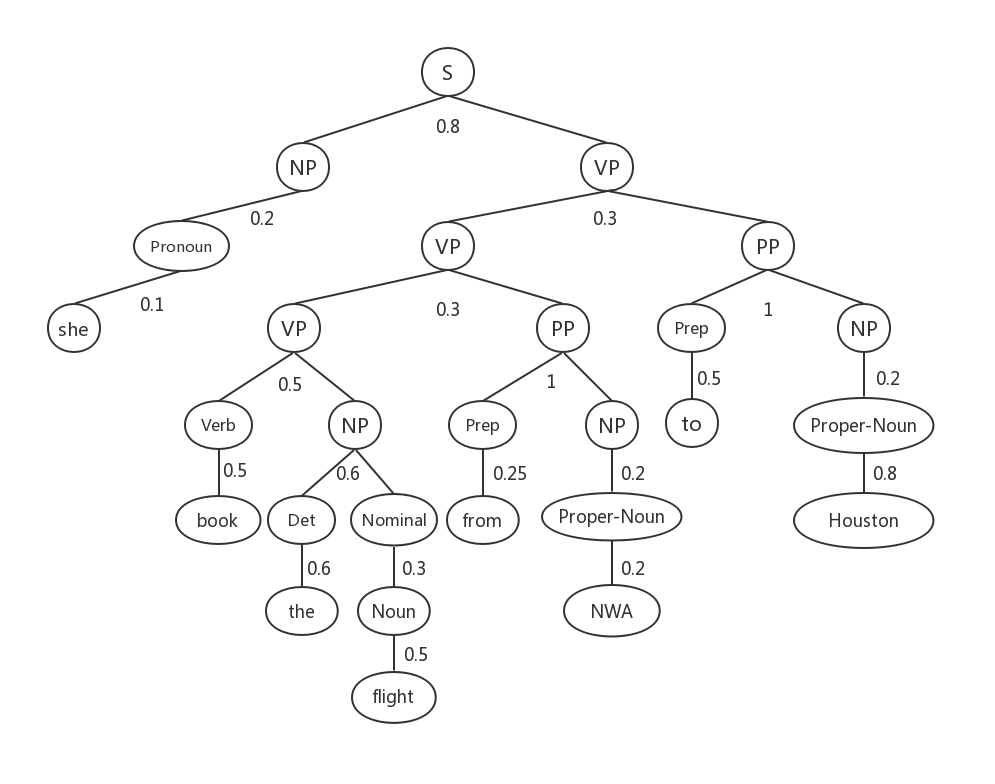 S
0.8
NP
VP
0.2
0.3
Pronoun
VP
PP
0.1
0.3
1
she
VP
PP
Prep
NP
0.5
1
0.5
0.2
Verb
NP
Prep
NP
to
Proper-Noun
0.5
0.6
0.25
0.2
0.8
book
Det
Nominal
from
Proper-Noun
Houston
0.6
0.3
0.2
the
Noun
NWA
0.5
flight